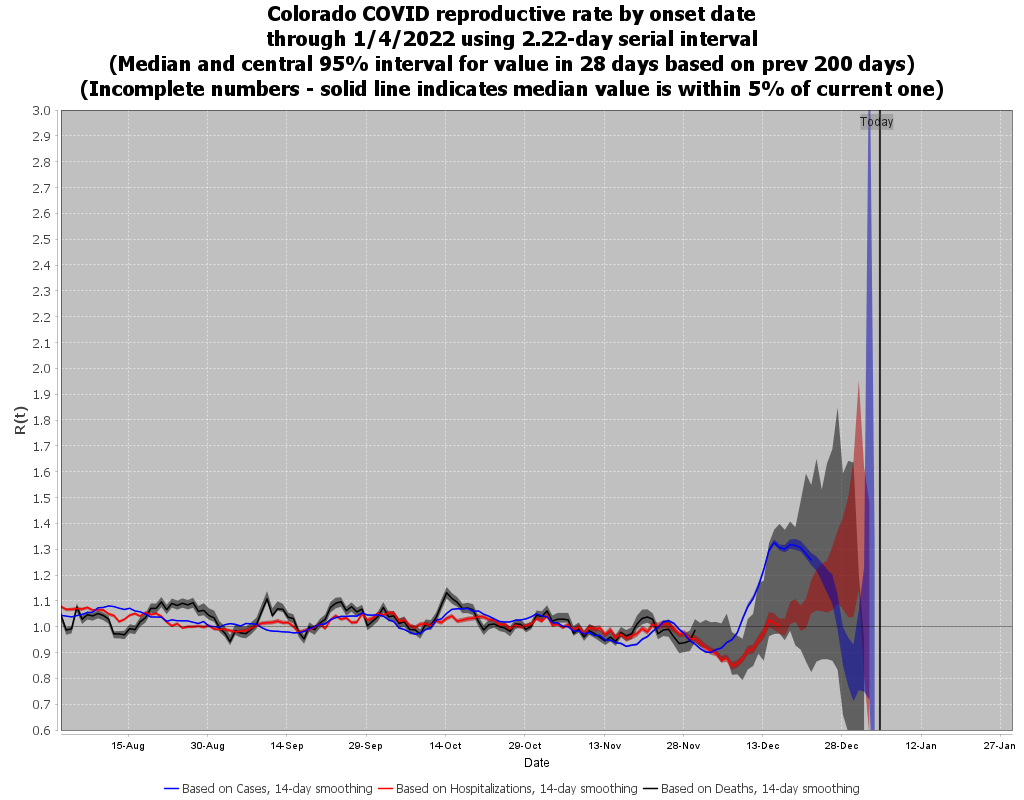 Colorado COVID reproductive rate by onset date
through 1/4/2022 using 2.22-day serial interval
(Median and central 95% interval for value in 28 days based on prev 200 days)
(Incomplete numbers - solid line indicates median value is within 5% of current one)
Today
3.0
2.9
2.8
2.7
2.6
2.5
2.4
2.3
2.2
2.1
2.0
1.9
1.8
1.7
1.6
1.5
1.4
1.3
1.2
1.1
1.0
0.9
0.8
0.7
0.6
R(t)
15-Aug 30-Aug 14-Sep 29-Sep 14-Oct 29-Oct 13-Nov 28-Nov 13-Dec 28-Dec 12-Jan 27-Jan
Date
Based on Cases, 14-day smoothing Based on Hospitalizations, 14-day smoothing Based on Deaths, 14-day smoothing